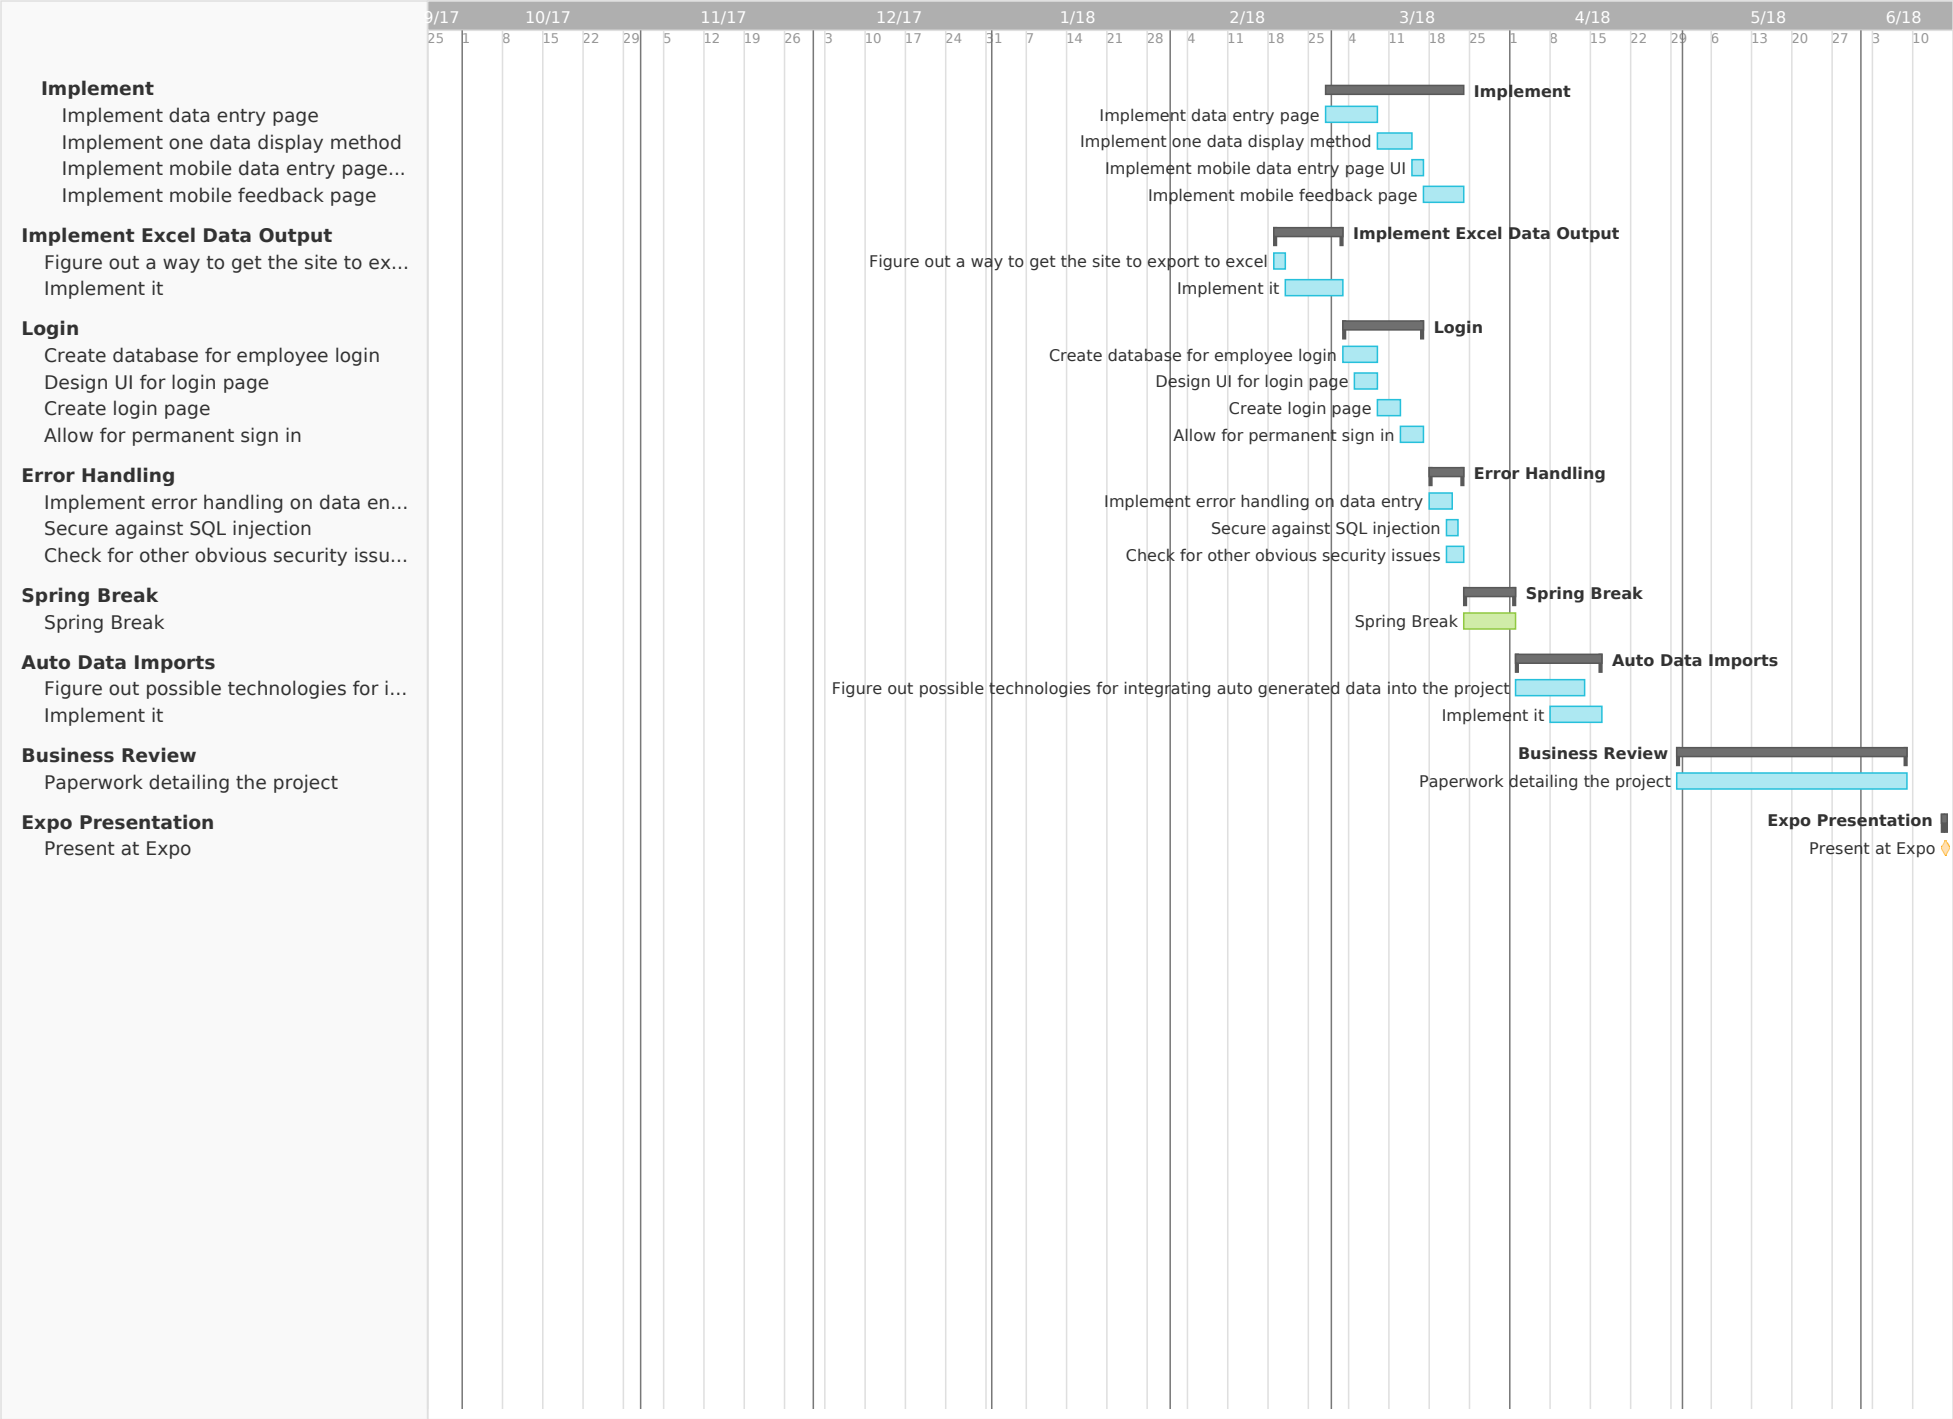 9/17 10/17 11/17 12/17 1/18 2/18 3/18 4/18 5/18 6/18
25 1 8 15 22 29 5 12 19 26 3 10 17 24 31 7 14 21 28 4 11 18 25 4 11 18 25 1 8 15 22 29 6 13 20 27 3 10
Implement Implement
Implement data entry page Implement data entry page
Implement one data display method Implement one data display method
Implement mobile data entry page... Implement mobile data entry page UI
Implement mobile feedback page Implement mobile feedback page
Implement Excel Data Output Implement Excel Data Output
Figure out a way to get the site to ex... Figure out a way to get the site to export to excel
Implement it Implement it
Login Login
Create database for employee login Create database for employee login
Design UI for login page Design UI for login page
Create login page Create login page
Allow for permanent sign in Allow for permanent sign in
Error Handling Error Handling
Implement error handling on data en... Implement error handling on data entry
Secure against SQL injection Secure against SQL injection
Check for other obvious security issu... Check for other obvious security issues
Spring Break Spring Break
Spring Break Spring Break
Auto Data Imports Auto Data Imports
Figure out possible technologies for i... Figure out possible technologies for integrating auto generated data into the project
Implement it Implement it
Business Review Business Review
Paperwork detailing the project Paperwork detailing the project
Expo Presentation Expo Presentation
Present at Expo Present at Expo